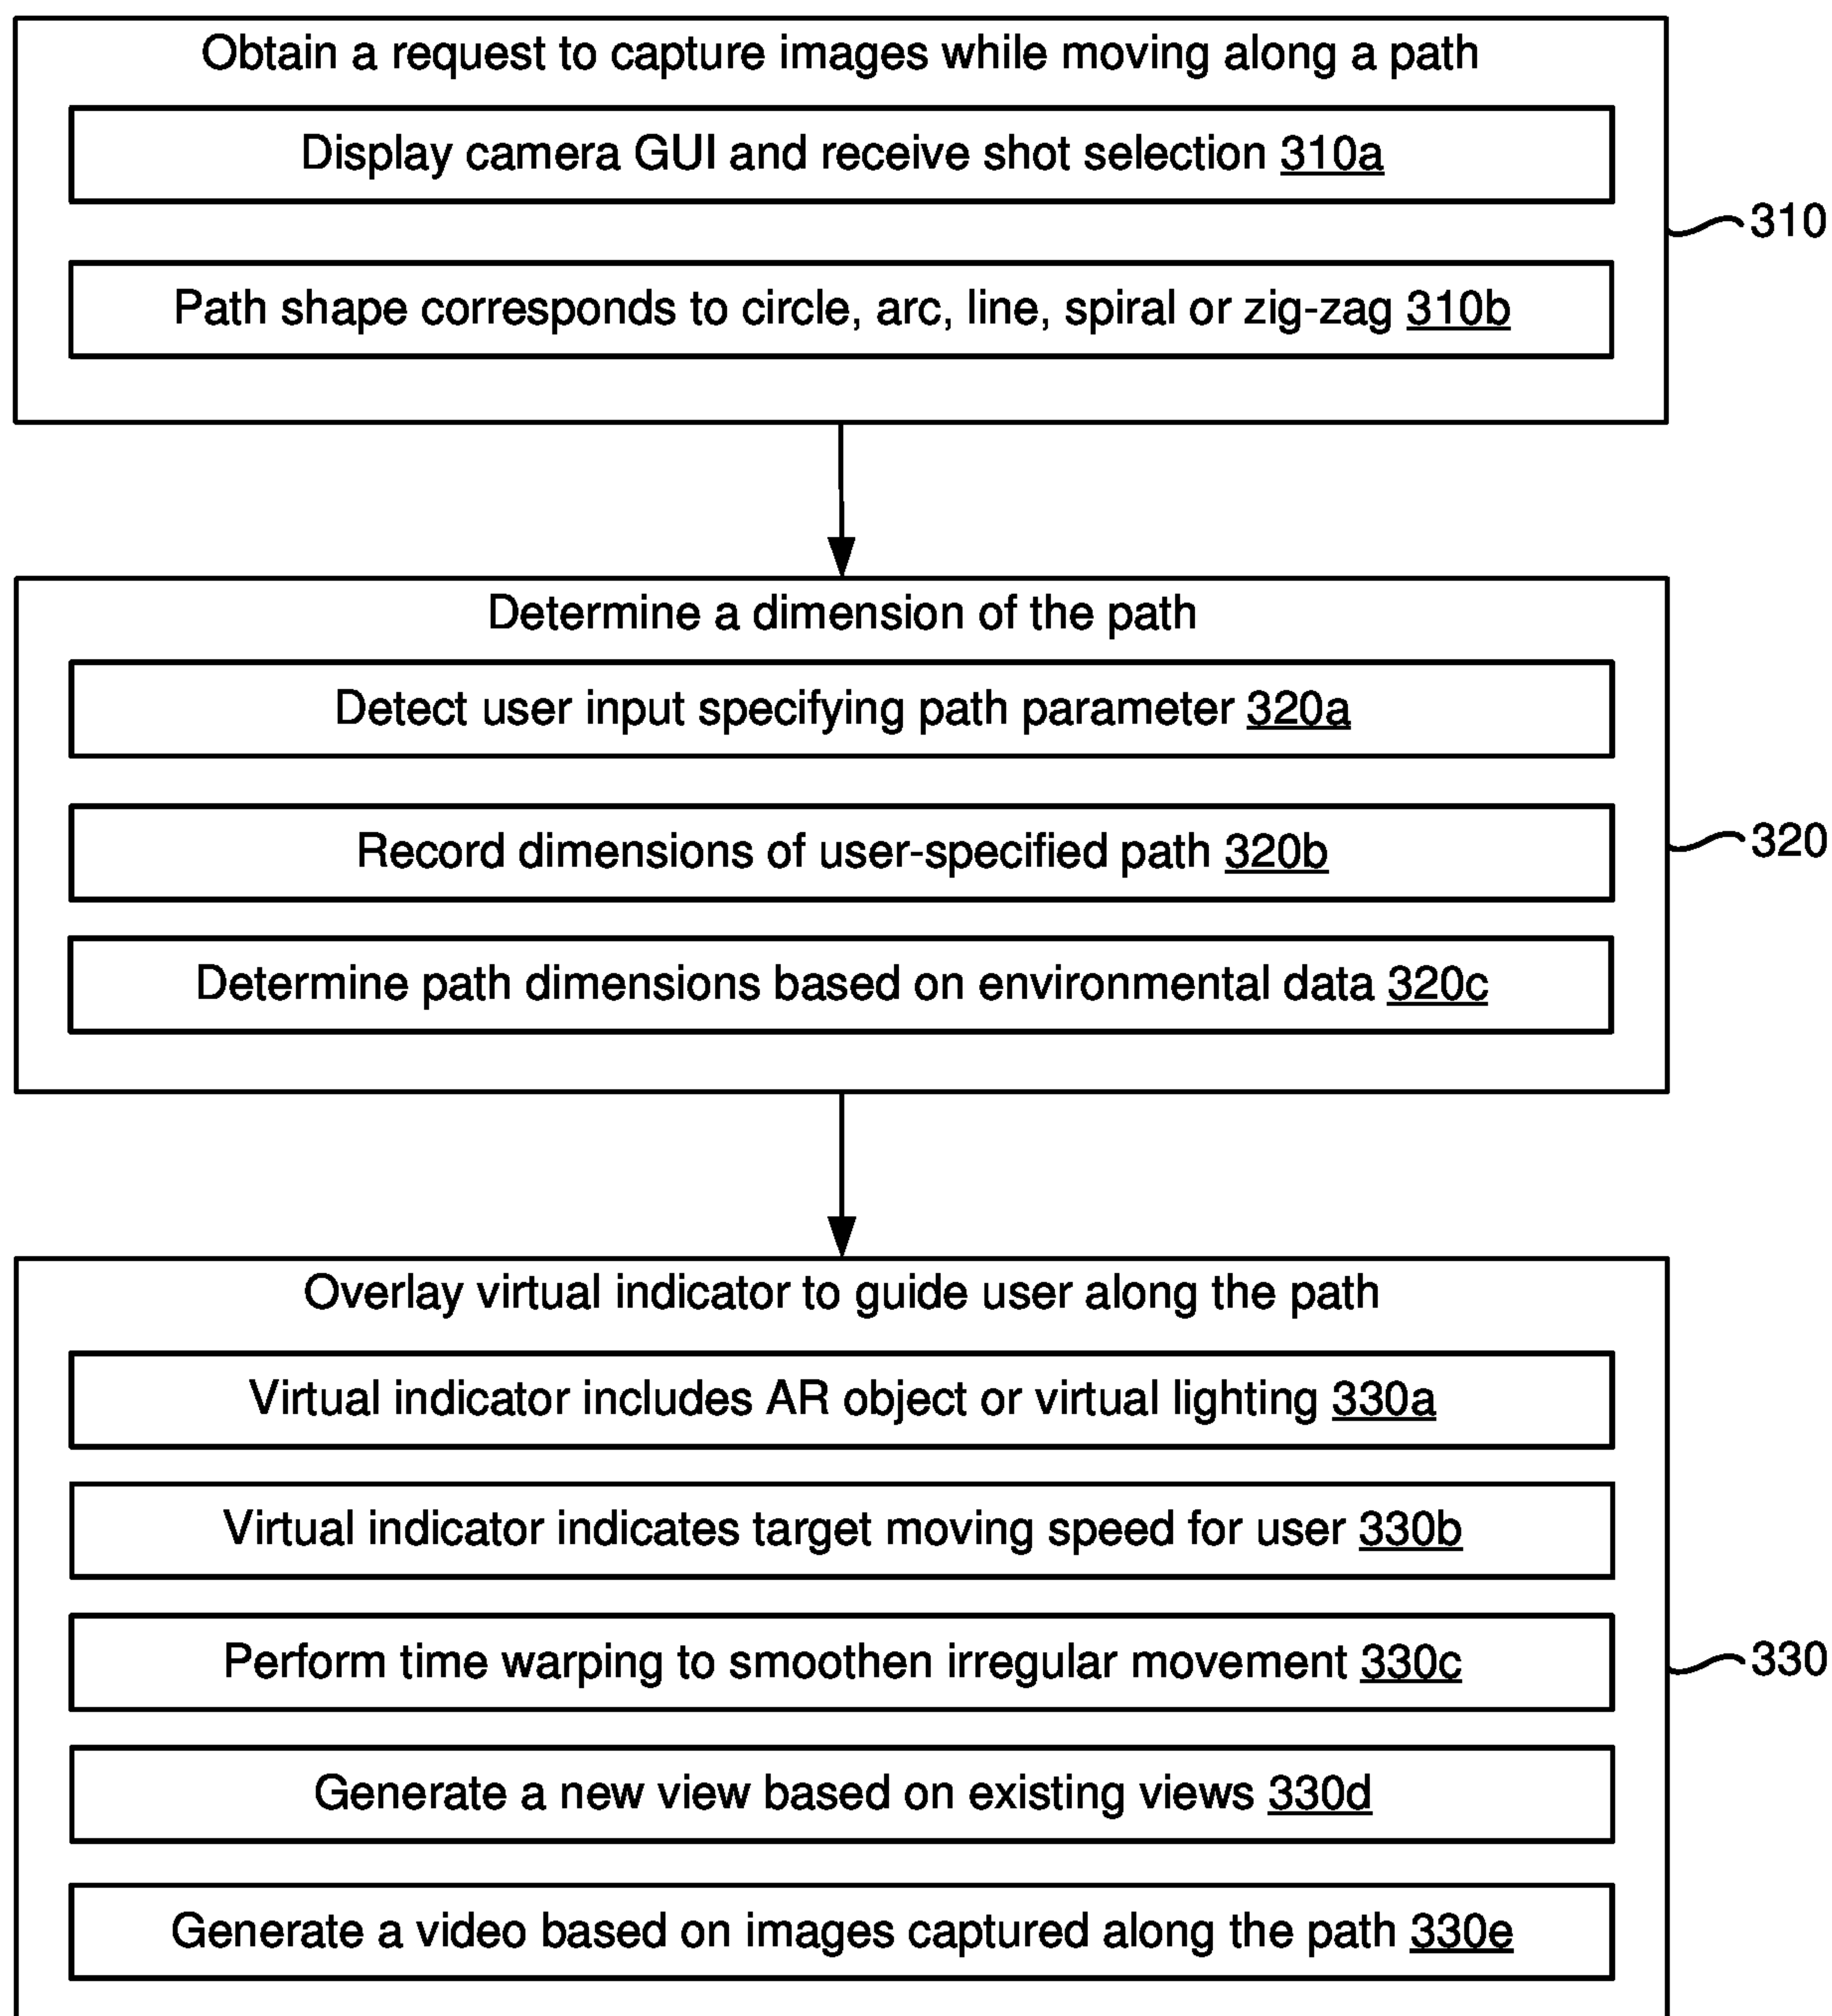 Obtain a request to capture images while moving along a path
Display camera GUI and receive shot selection 310a
310
Path shape corresponds to circle, arc, line, spiral or zig-zag 310b
Determine a dimension of the path
Detect user input specifying path parameter 320a
Record dimensions of user-specified path 320b
320
Determine path dimensions based on environmental data 320c
Overlay virtual indicator to guide user along the path
Virtual indicator includes AR object or virtual lighting 330a
Virtual indicator indicates target moving speed for user 330b
Perform time warping to smoothen irregular movement 330c
330
Generate a new view based on existing views 330d
Generate a video based on images captured along the path 330e